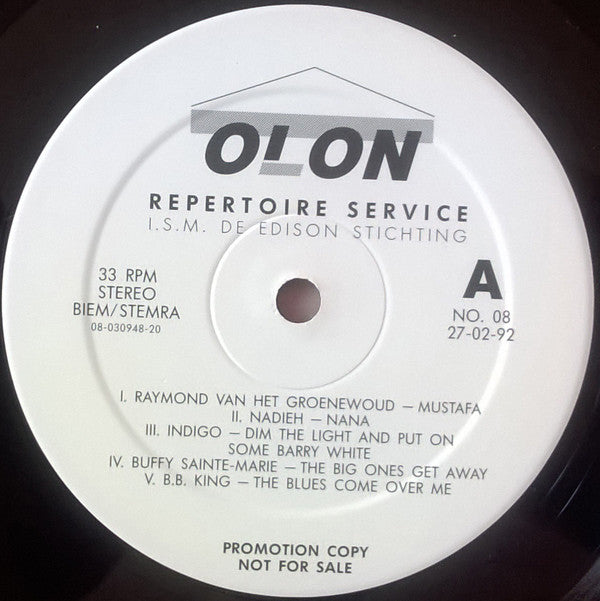 OLON
REPERTOIRE SERVICE
I.S.M. DE EDISON STICHTING
33 RPM
STEREO
BIEM/STEMRA
08-030948-20
A
NO. 08
27-02-92
I. RAYMOND VAN HET GROENEWOUD – MUSTAFA
II. NADIEH – NANA
III. INDIGO – DIM THE LIGHT AND PUT ON
SOME BARRY WHITE
IV. BUFFY SAINTE-MARIE – THE BIG ONES GET AWAY
V. B.B. KING – THE BLUES COME OVER ME
PROMOTION COPY
NOT FOR SALE